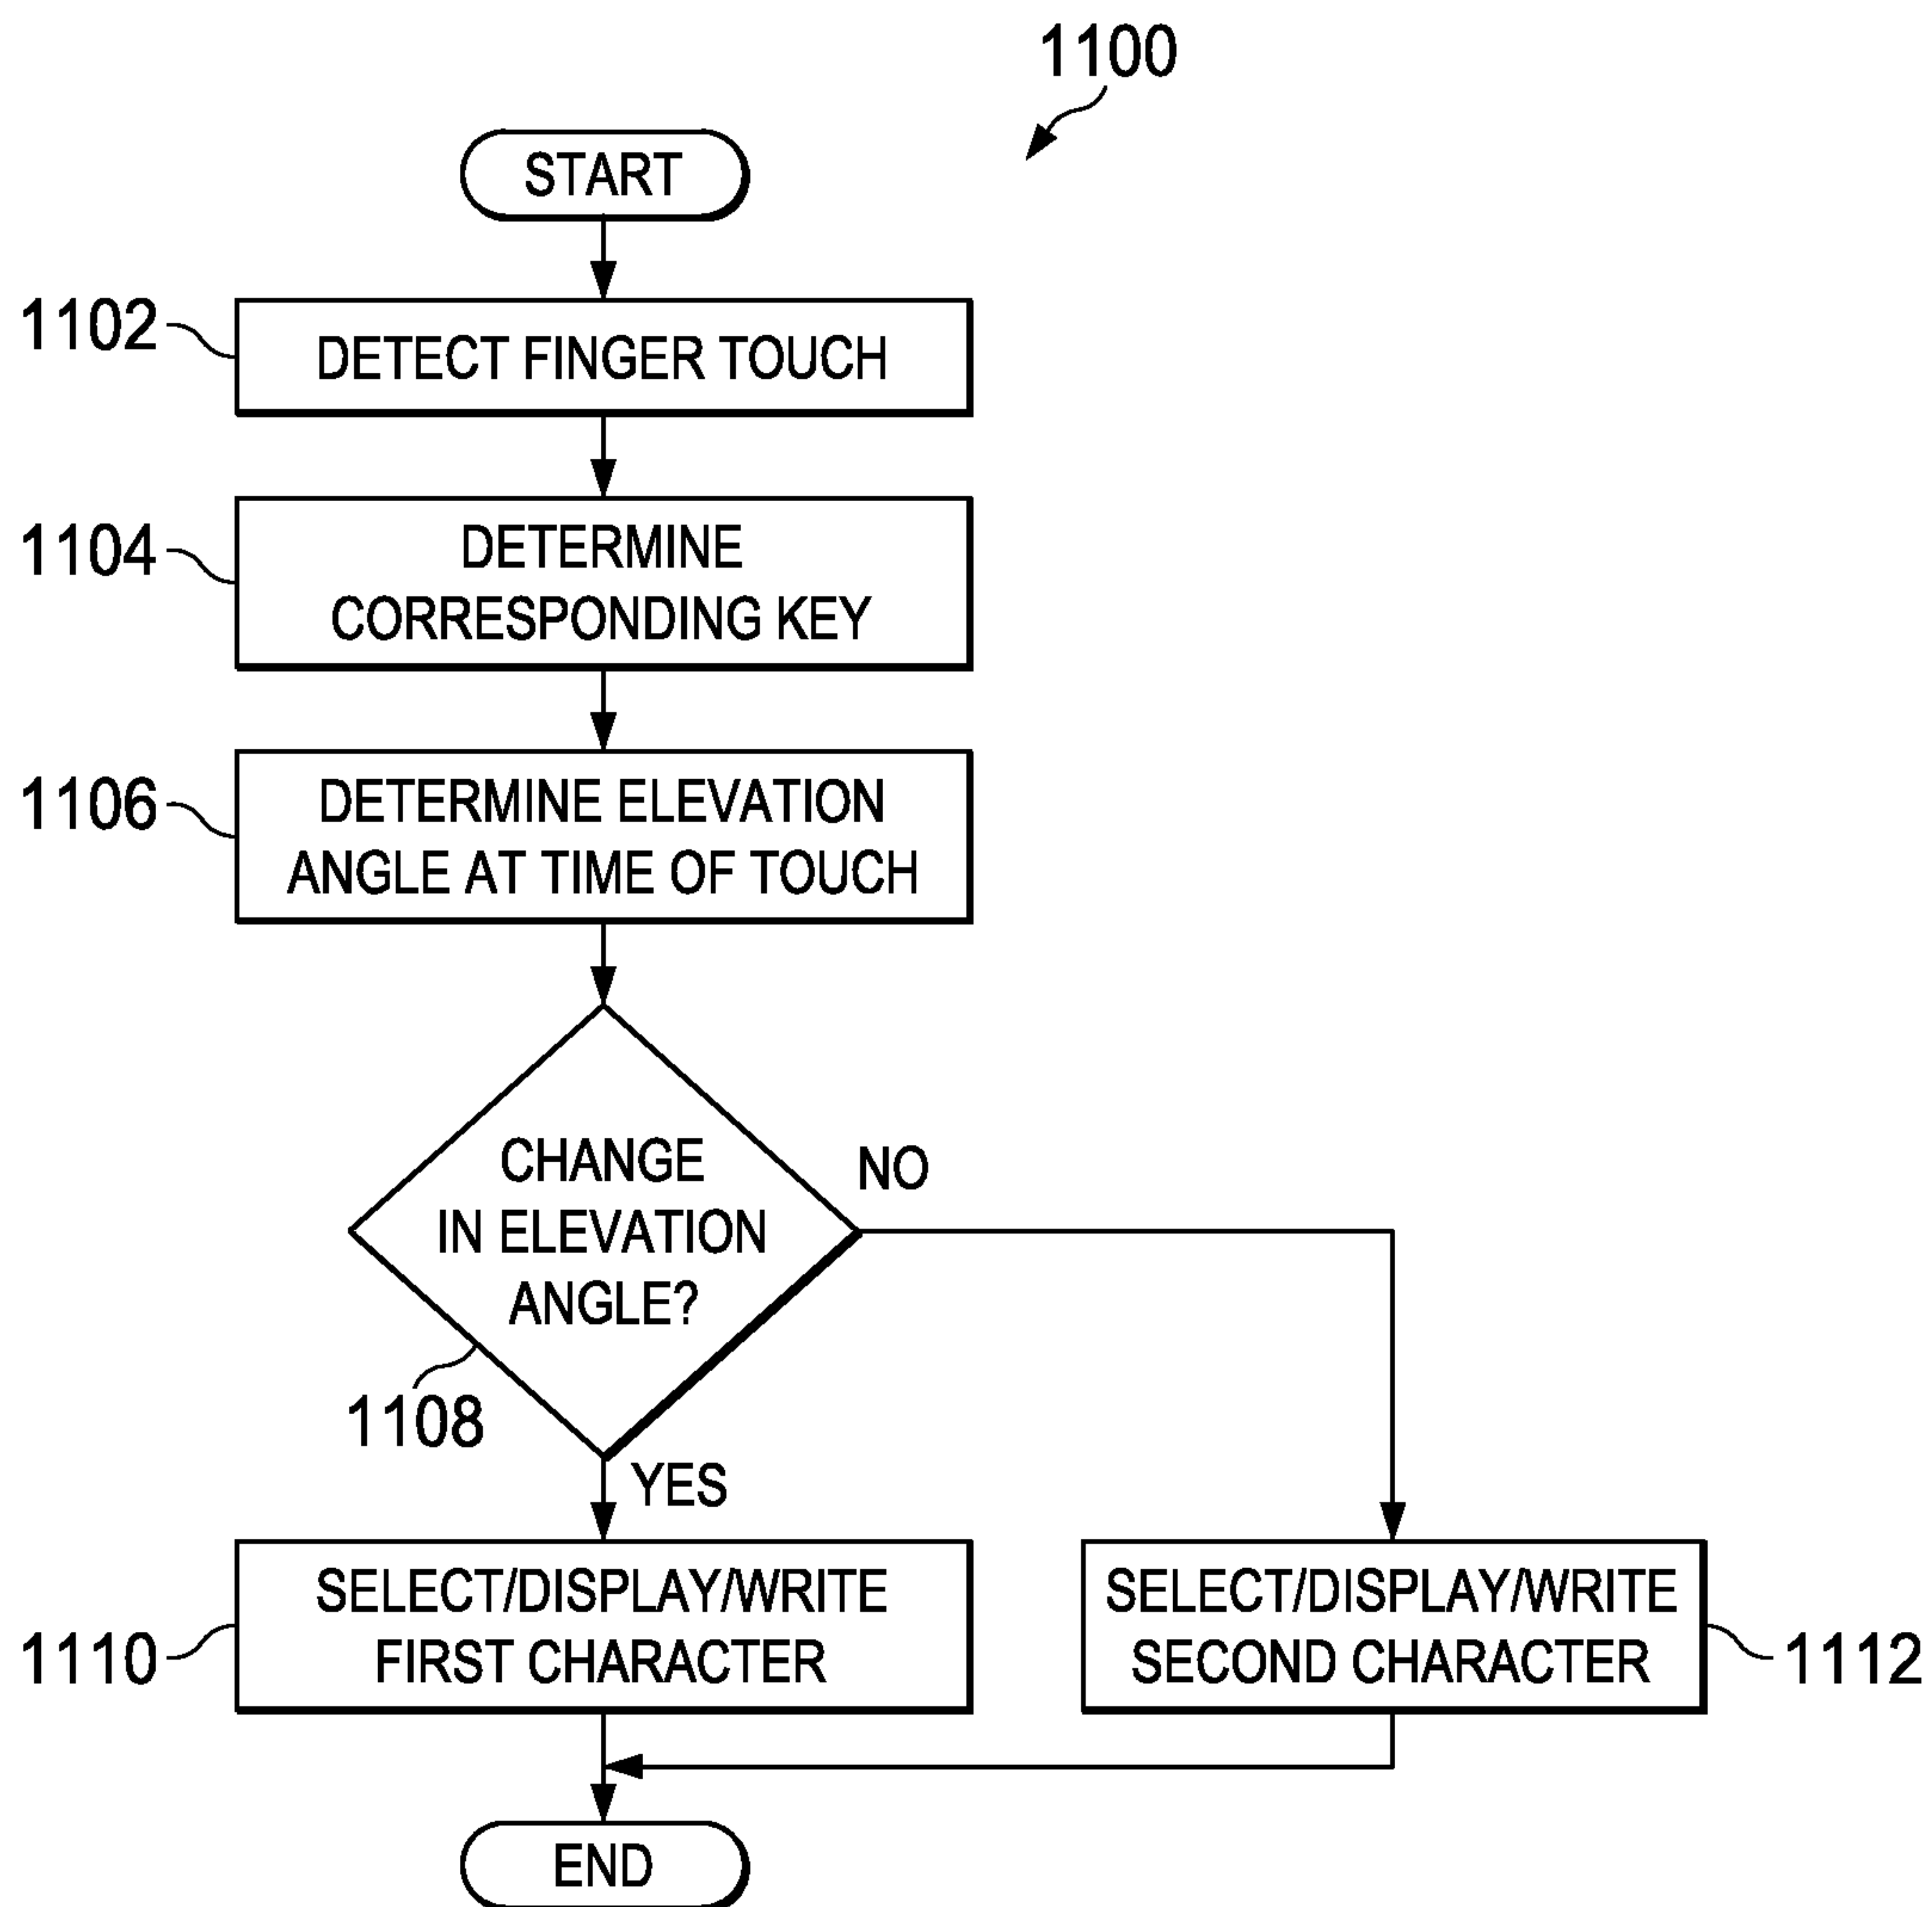 1100
START
1102
DETECT FINGER TOUCH
1104
DETERMINE
CORRESPONDING KEY
1106
DETERMINE ELEVATION
ANGLE AT TIME OF TOUCH
CHANGE
IN ELEVATION
ANGLE?
NO
1108
YES
1110
SELECT/DISPLAY/WRITE
FIRST CHARACTER
SELECT/DISPLAY/WRITE
SECOND CHARACTER
1112
END